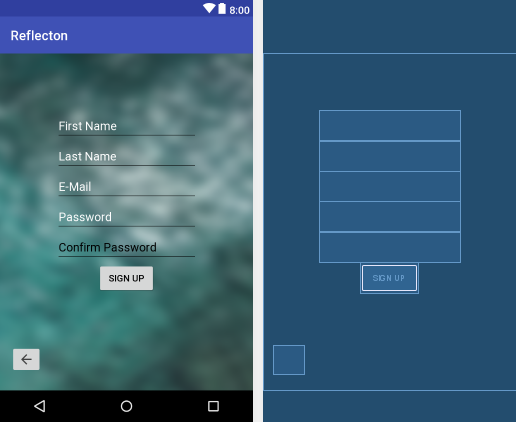 8:00
Reflecton
First Name
Last Name
E-Mail
Password
Confirm Password
SIGN UP
SIGN UP